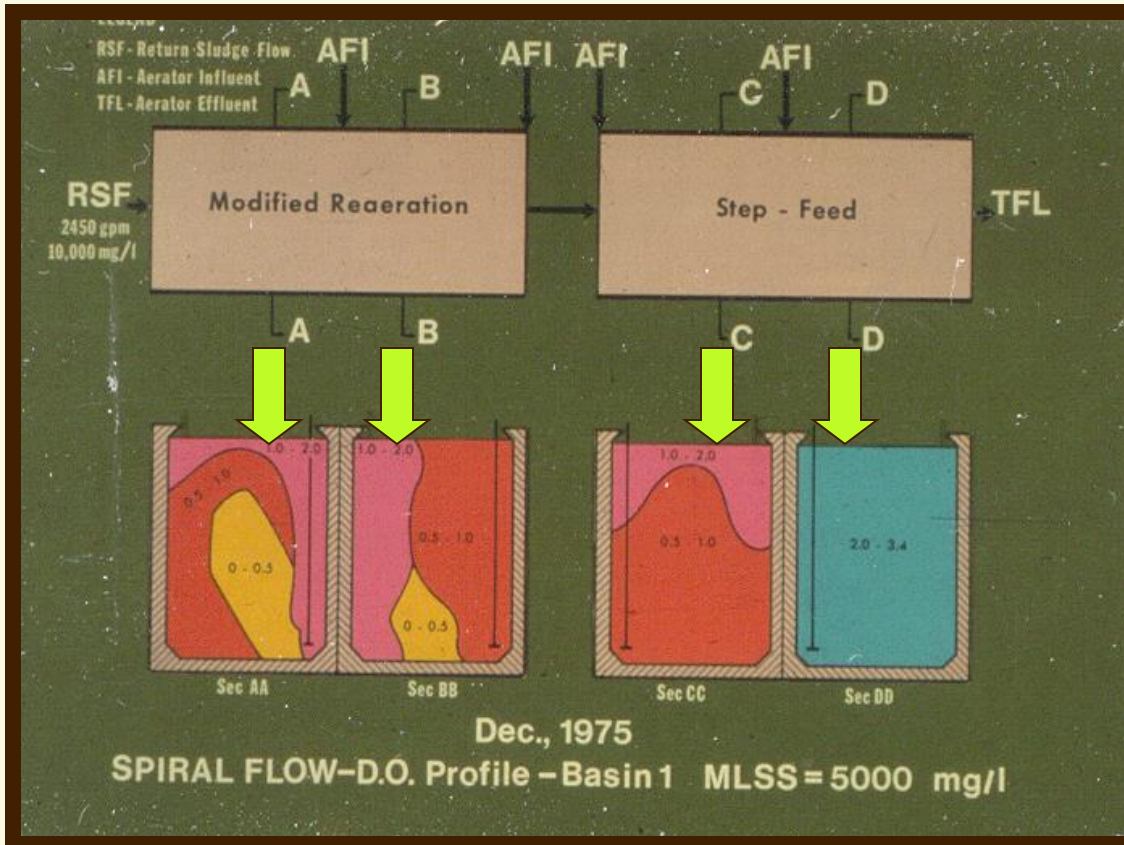 LEGEND
RSF - Return Sludge Flow
AFI - Aerator Influent
TFL - Aerator Effluent
AFI AFI AFI AFI
A B C D
RSF
2450 gpm
10,000 mg/l
Modified Reaeration
Step - Feed
TFL
A B C D
1.0 - 2.0
0.5 - 1.0
0 - 0.5
1.0 - 2.0
0.5 - 1.0
0 - 0.5
1.0 - 2.0
0.5 - 1.0
2.0 - 3.4
Sec AA Sec BB Sec CC Sec DD
Dec., 1975
SPIRAL FLOW-D.O. Profile - Basin 1 MLSS = 5000 mg/l